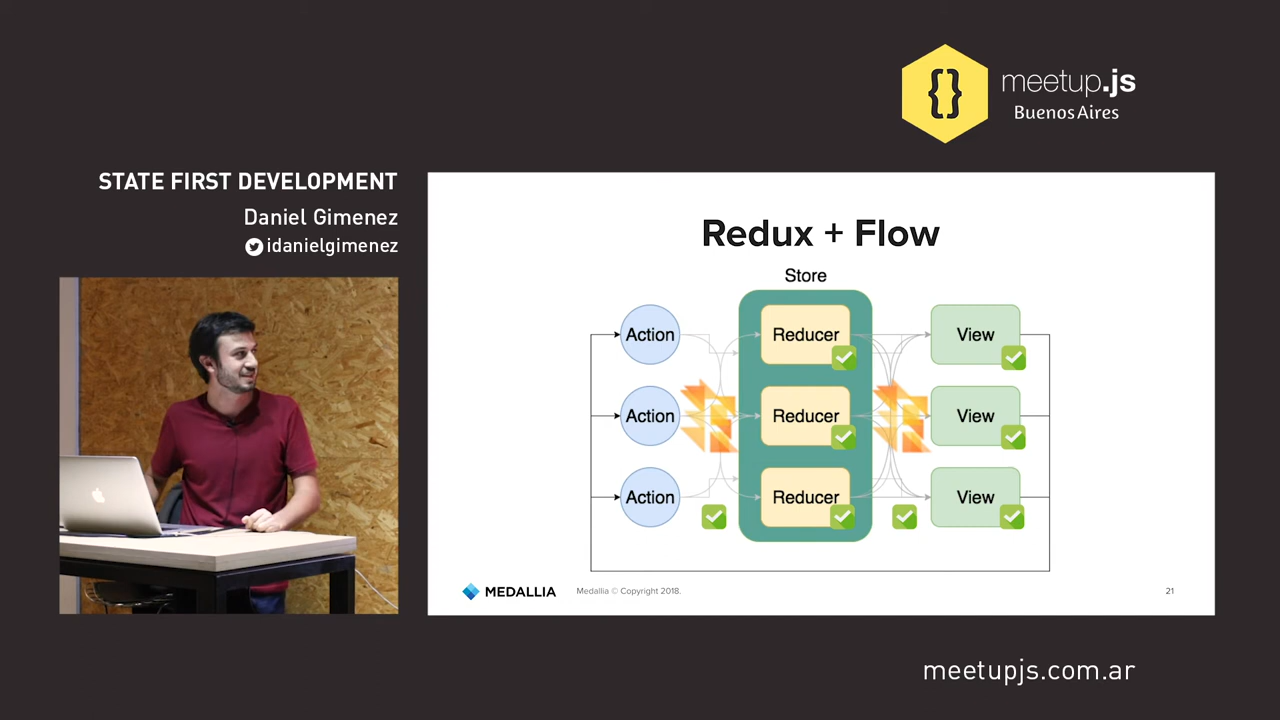 {}
meetup.js
Buenos Aires
STATE FIRST DEVELOPMENT
Daniel Gimenez
idanielgimenez
Redux + Flow
Store
Action
Reducer
View
Action
Reducer
View
Action
Reducer
View
MEDALLIA
Medallia © Copyright 2018.
21
meetupjs.com.ar